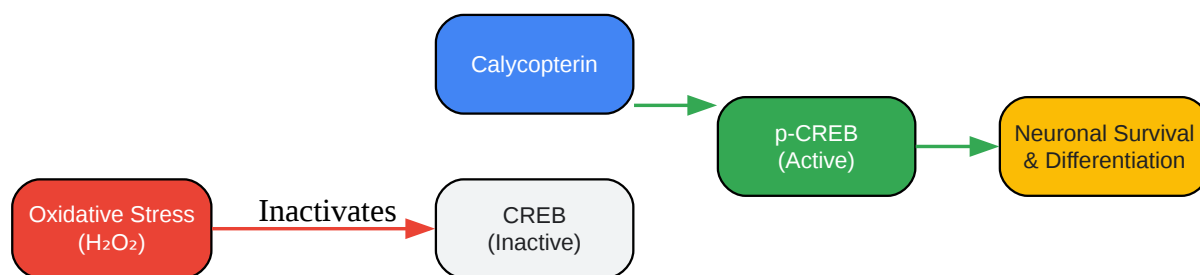 Calycopterin
p-CREB
(Active)
Neuronal Survival
& Differentiation
Oxidative Stress
(H₂O₂)
Inactivates
CREB
(Inactive)